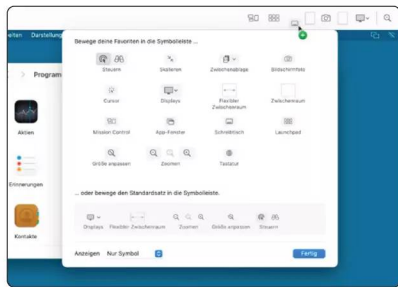 eiten Darstellung
Bewege deine Favoriten in die Symbolleiste ...
Steuern Skalieren Zwischenablage Bildschirmfoto
Cursor Displays Flexibler Zwischenraum Zwischenraum
Mission Control App-Fenster Schreibtisch Launchpad
Größe anpassen Zoomen Tastatur
... oder bewege den Standardsatz in die Symbolleiste.
Displays Flexibler Zwischenraum Zoomen Größe anpassen Steuern
Anzeigen Nur Symbol Fertig
Program
Aktien
Erinnerungen
Kontakte